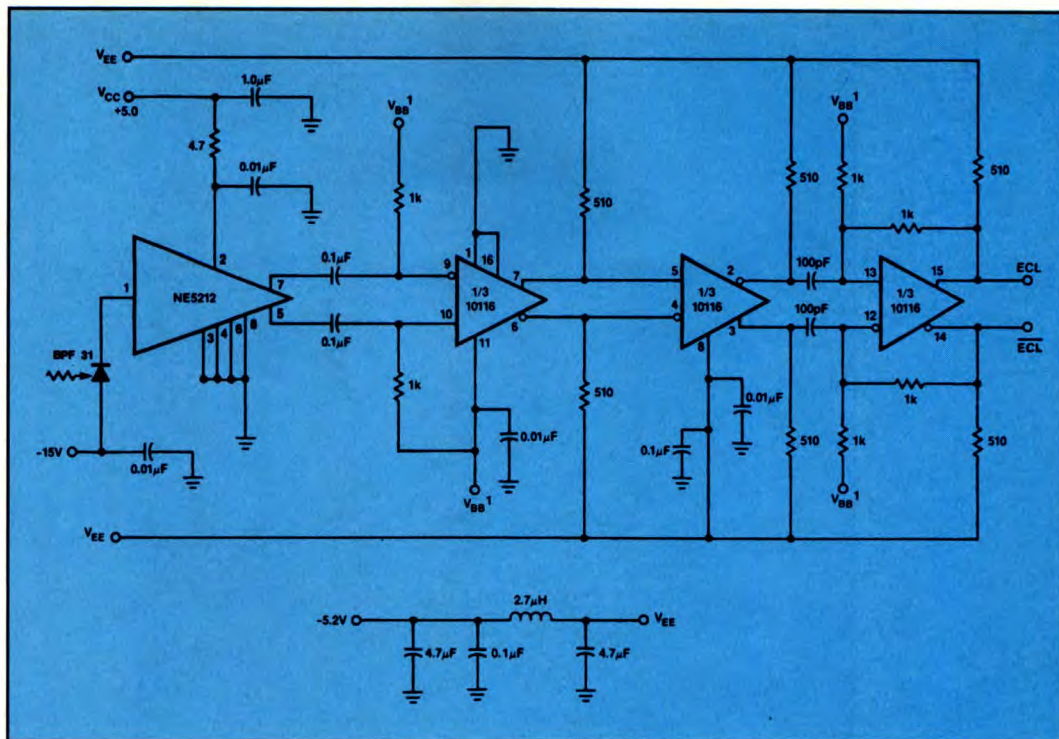 VEE
VCC
+5.0
1.0µF
4.7
0.01µF
VBB1
1k
2
NE5212
1
7
5
3
4
6
8
0.1µF
0.1µF
BPF 31
-15V
0.01µF
1k
9
10
1
16
1/3
10116
7
6
11
0.01µF
VBB1
510
510
5
4
1/3
10116
2
3
8
0.01µF
0.1µF
510
510
100pF
100pF
VBB1
1k
1k
13
12
1/3
10116
15
14
510
ECL
ECL
1k
1k
VBB1
510
VEE
-5.2V
2.7µH
VEE
4.7µF
0.1µF
4.7µF